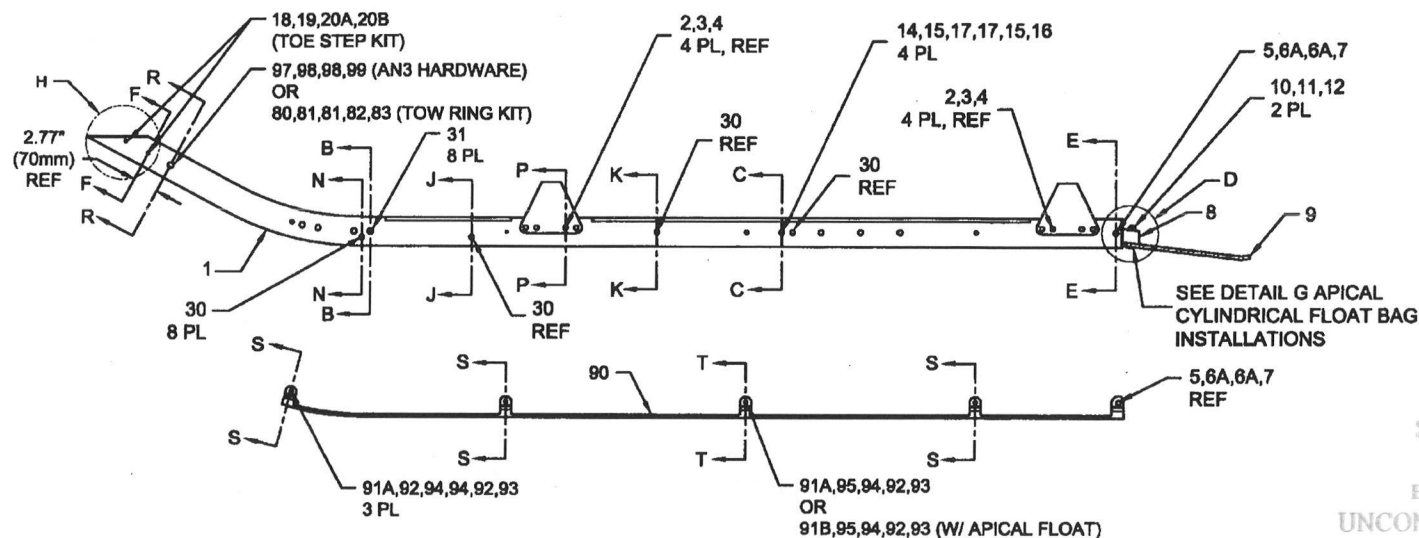 18,19,20A,20B
(TOE STEP KIT)
97,98,98,99 (AN3 HARDWARE)
OR
80,81,81,82,83 (TOW RING KIT)
2,3,4
4 PL, REF
14,15,17,17,15,16
4 PL
5,6A,6A,7
10,11,12
2 PL
2,3,4
4 PL, REF
H
R
F
2.77"
(70mm)
REF
F
R
31
8 PL
30
REF
30
REF
B
N
J
P
K
C
E
D
8
9
1
N
B
J
P
K
C
E
30
8 PL
30
REF
SEE DETAIL G APICAL
CYLINDRICAL FLOAT BAG
INSTALLATIONS
S
S
T
S
90
5,6A,6A,7
REF
S
S
T
S
91A,92,94,94,92,93
3 PL
91A,95,94,92,93
OR
91B,95,94,92,93 (W/ APICAL FLOAT)